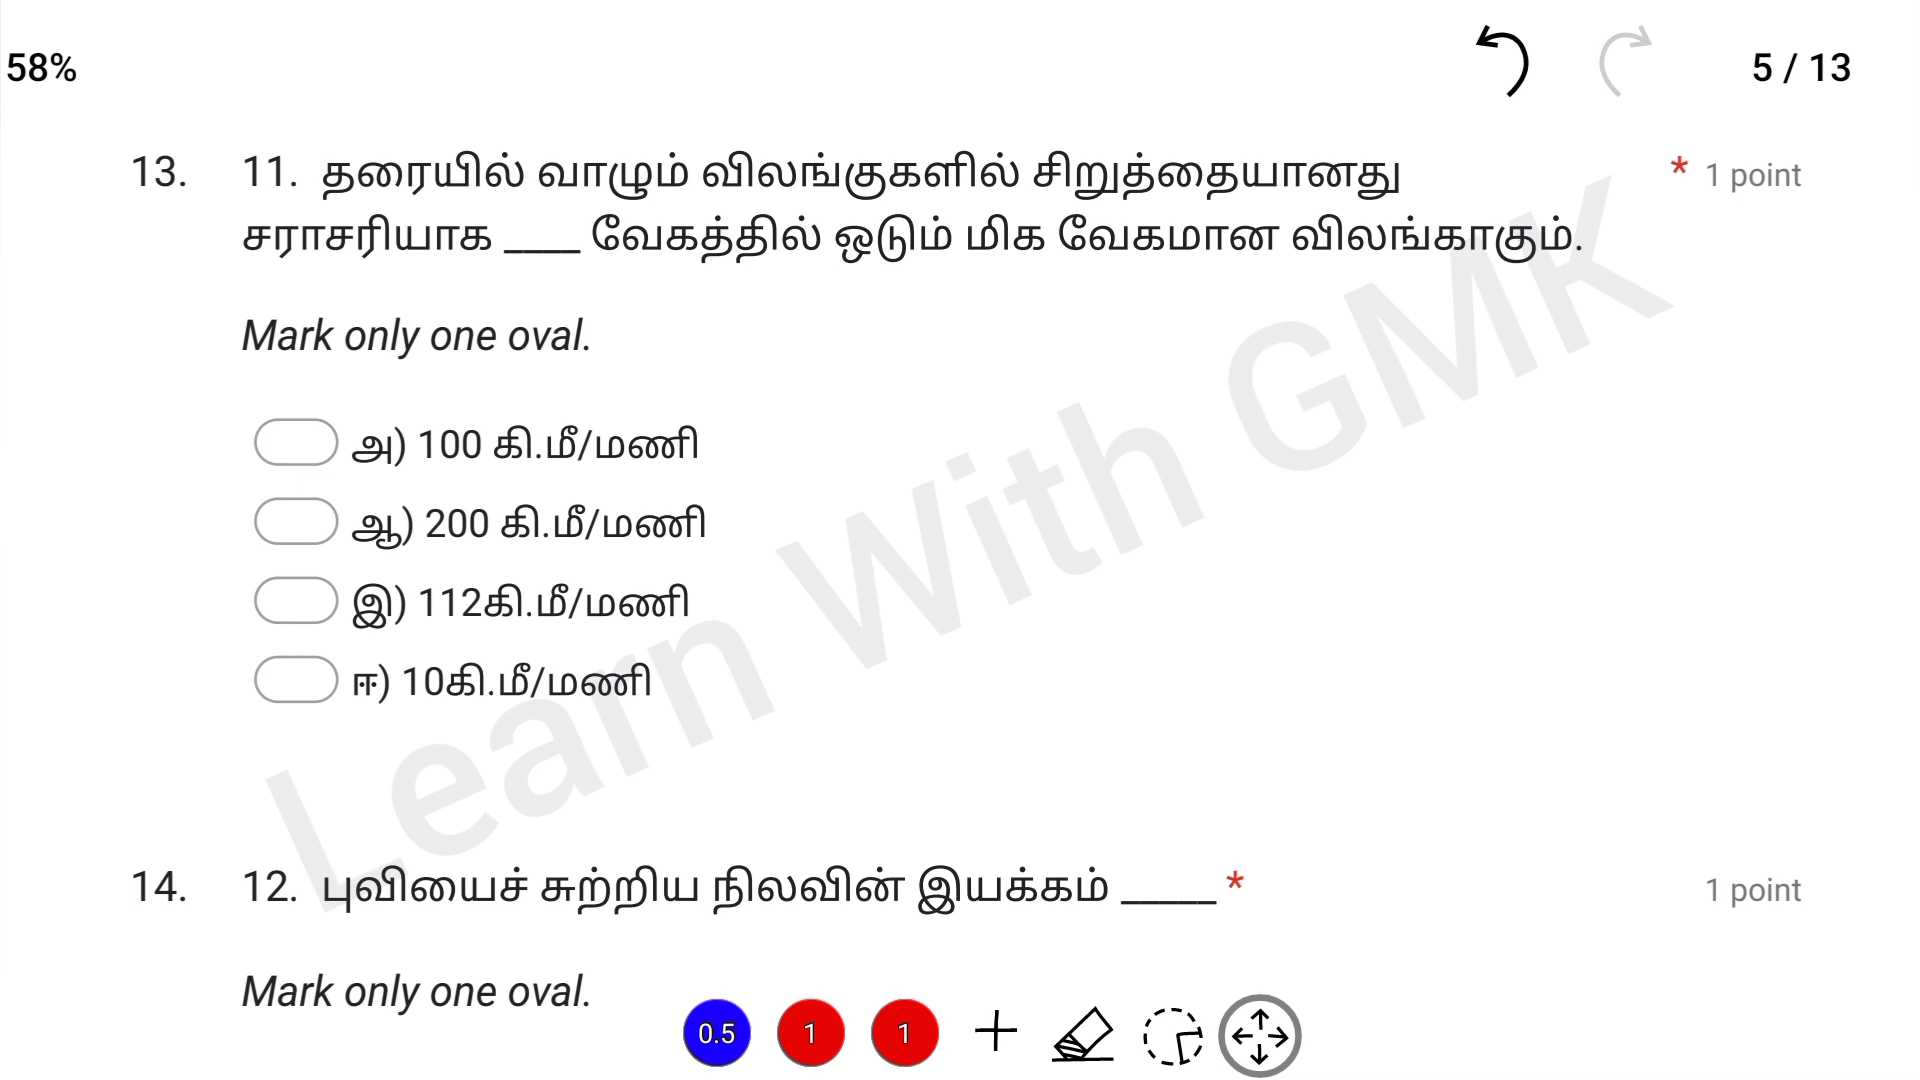 58%
5 / 13
13. 11. தரையில் வாழும் விலங்குகளில் சிறுத்தையானது * 1 point
சராசரியாக ____ வேகத்தில் ஒடும் மிக வேகமான விலங்காகும்.
Mark only one oval.
அ) 100 கி.மீ/மணி
ஆ) 200 கி.மீ/மணி
இ) 112கி.மீ/மணி
ஈ) 10கி.மீ/மணி
Learn With GMK
14. 12. புவியைச் சுற்றிய நிலவின் இயக்கம் _____ * 1 point
Mark only one oval.
0.5 1 1